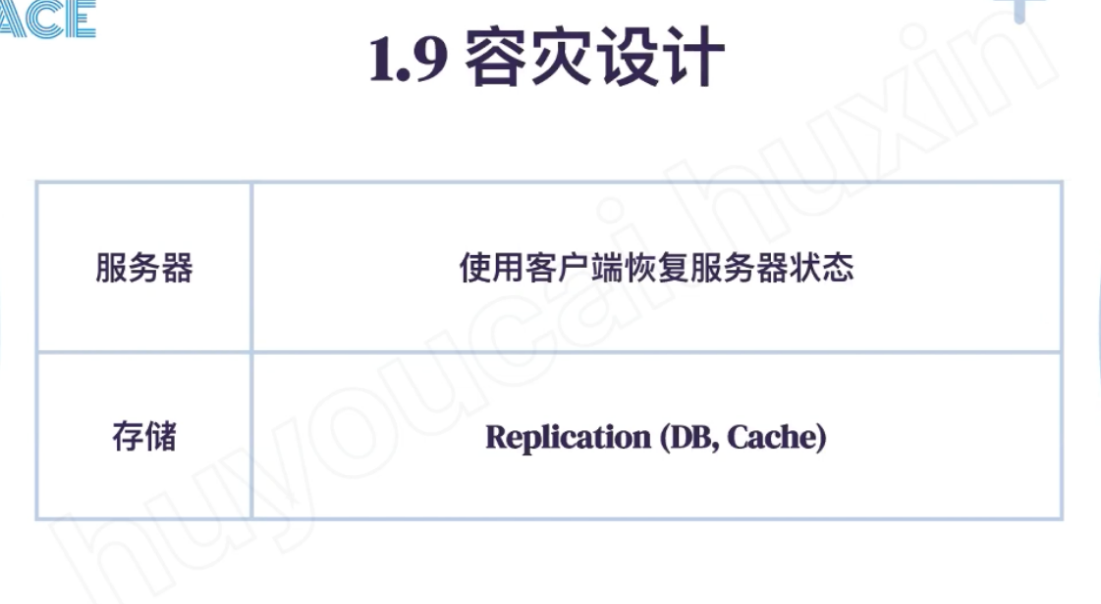 ACE
1.9 容灾设计
服务器
使用客户端恢复服务器状态
存储
Replication (DB, Cache)
huyoucai.huxin